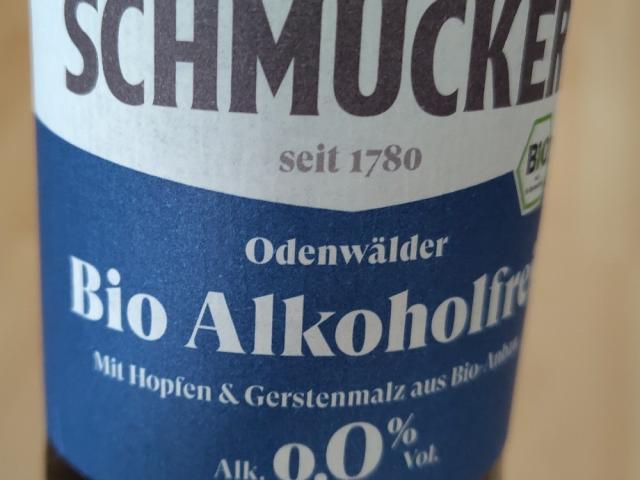 SCHMUCKER
seit 1780
BIO
Odenwälder
Bio Alkoholfrei
Mit Hopfen & Gerstenmalz aus Bio-Anbau
Alk. 0,0% Vol.